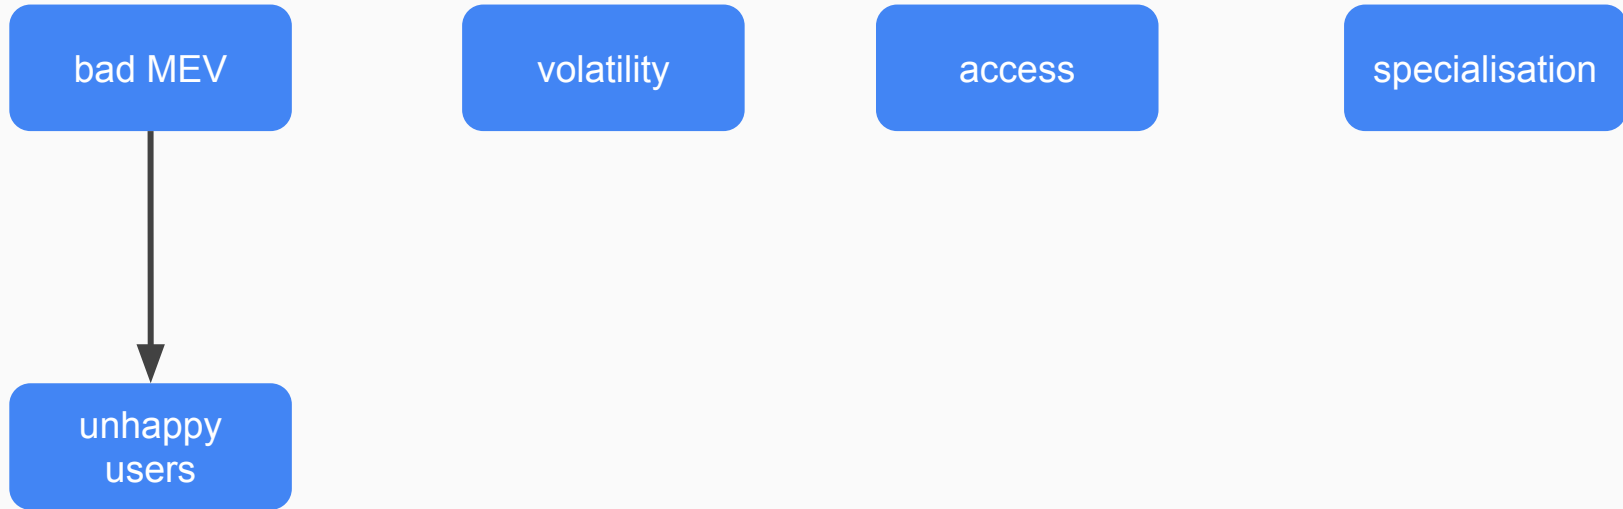 bad MEV
volatility
access
specialisation
unhappy
users